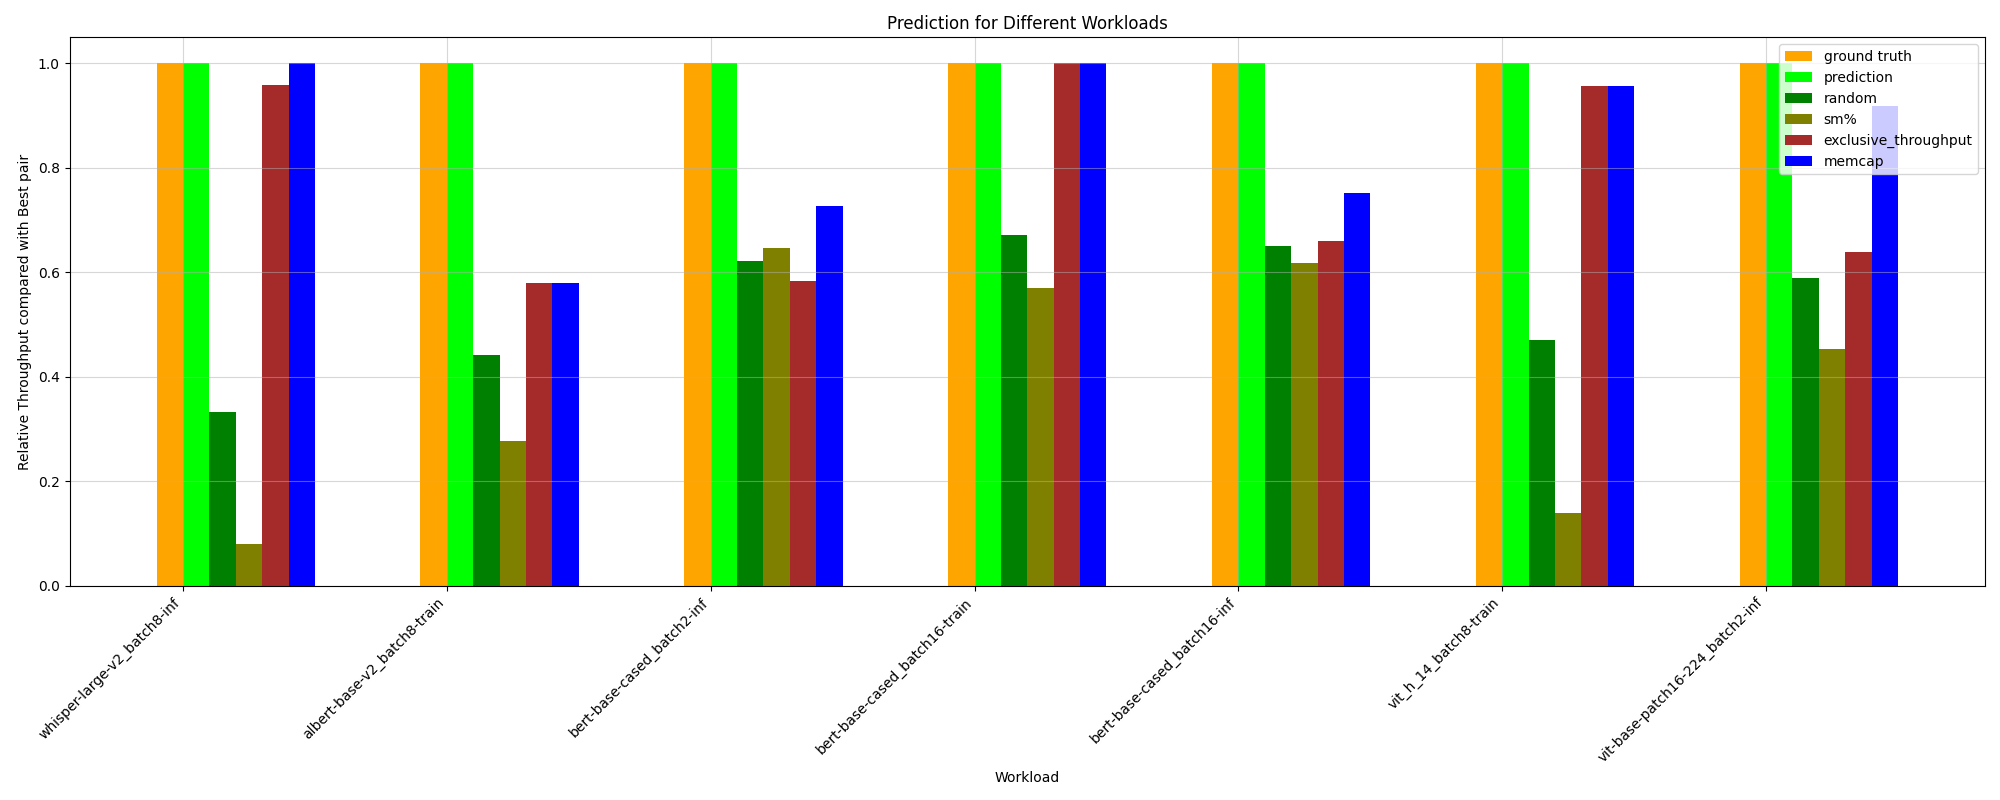 Prediction for Different Workloads
Relative Throughput compared with Best pair
1.0
0.8
0.6
0.4
0.2
0.0
ground truth
prediction
random
sm%
exclusive_throughput
memcap
whisper-large-v2_batch8-inf
albert-base-v2_batch8-train
bert-base-cased_batch2-inf
bert-base-cased_batch16-train
bert-base-cased_batch16-inf
vit_h_14_batch8-train
vit-base-patch16-224_batch2-inf
Workload